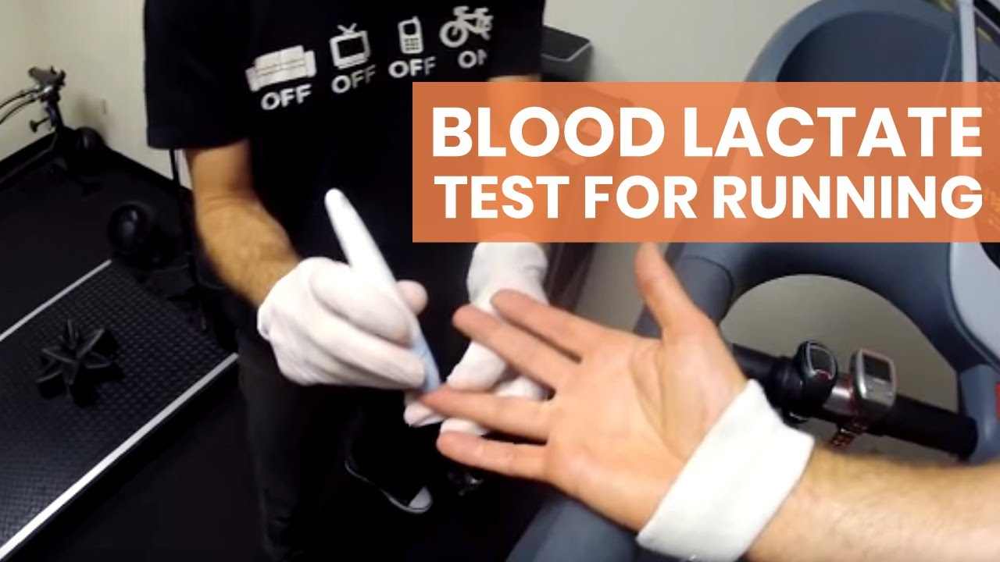 OFF OFF OFF ON
BLOOD LACTATE
TEST FOR RUNNING